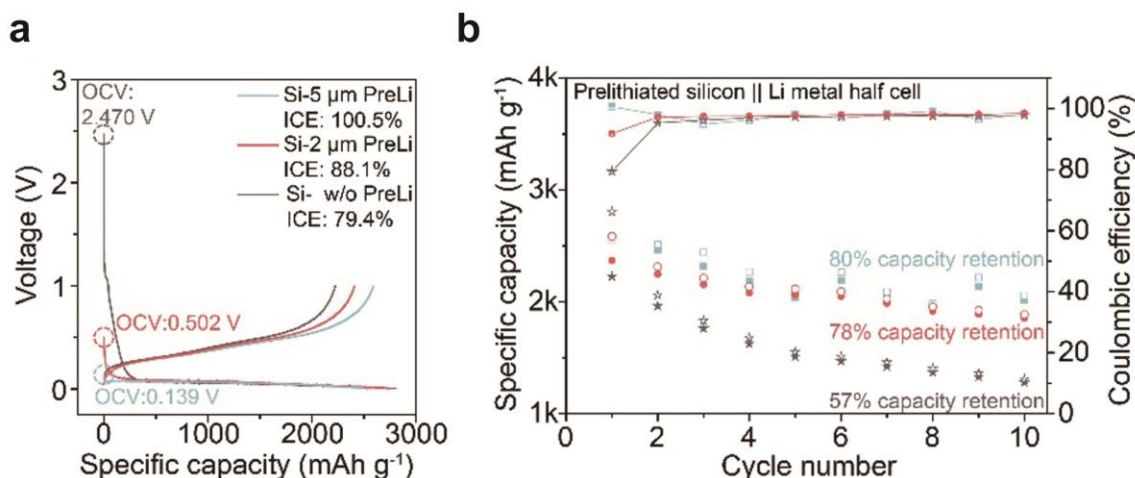 a
3
2
1
0
Voltage (V)
OCV:
2.470 V
Si-5 μm PreLi
ICE: 100.5%
Si-2 μm PreLi
ICE: 88.1%
Si- w/o PreLi
ICE: 79.4%
OCV:0.502 V
OCV:0.139 V
0 1000 2000 3000
Specific capacity (mAh g-1)
b
4k
3k
2k
1k
Specific capacity (mAh g-1)
Prelithiated silicon || Li metal half cell
80% capacity retention
78% capacity retention
57% capacity retention
100
80
60
40
20
0
Coulombic efficiency (%)
0 2 4 6 8 10
Cycle number